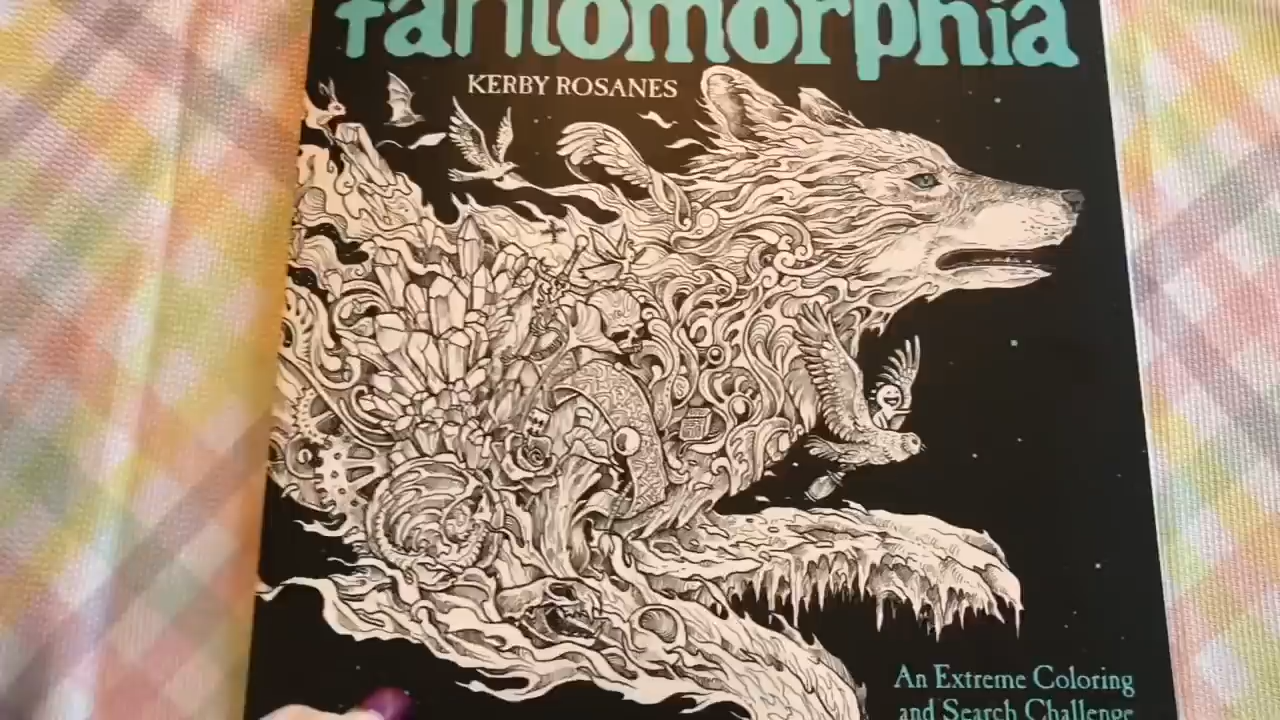 fantomorphia
KERBY ROSANES
An Extreme Coloring
and Search Challenge